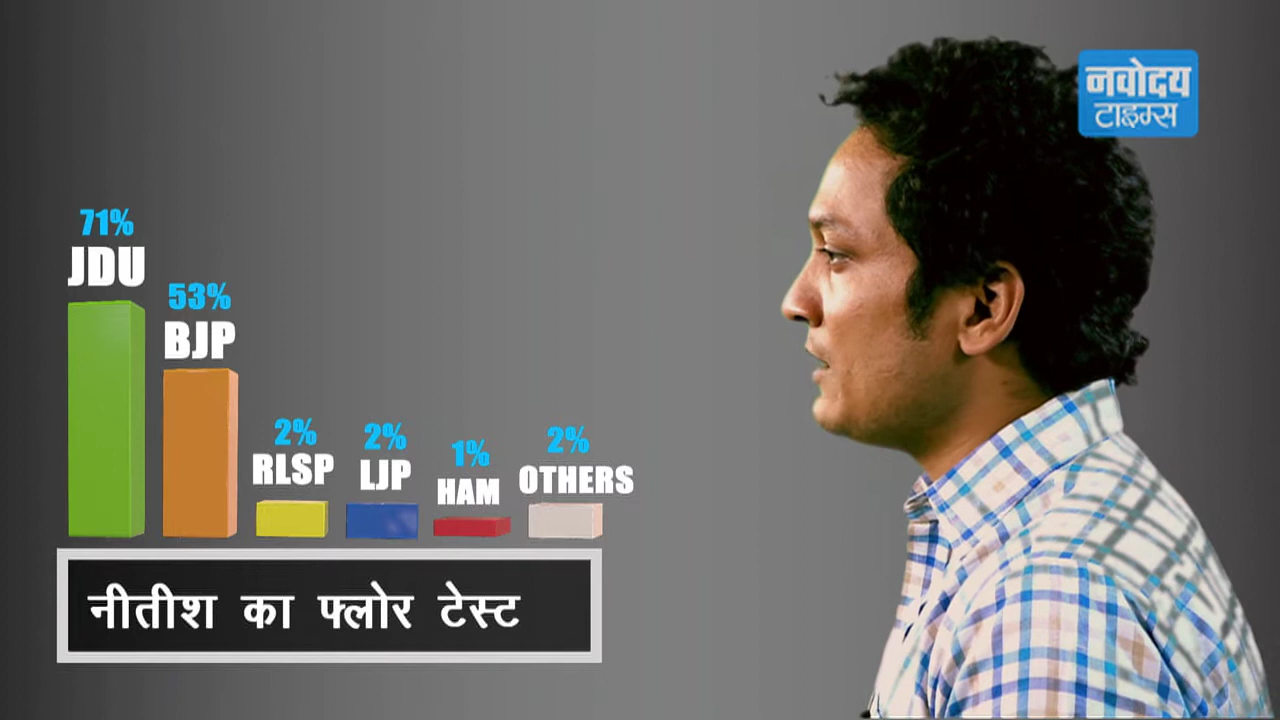 नवोदय
टाइम्स
71%
JDU
53%
BJP
2%
RLSP
2%
LJP
1%
HAM
2%
OTHERS
नीतीश का फ्लोर टेस्ट